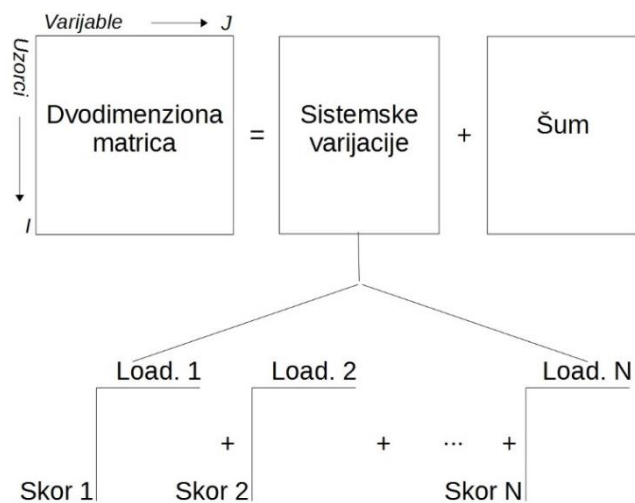 Varijable J
Uzorci
I
Dvodimenziona
matrica
=
Sistemske
varijacije
+
Šum
Load. 1 Load. 2 Load. N
+ + ... +
Skor 1 Skor 2 Skor N